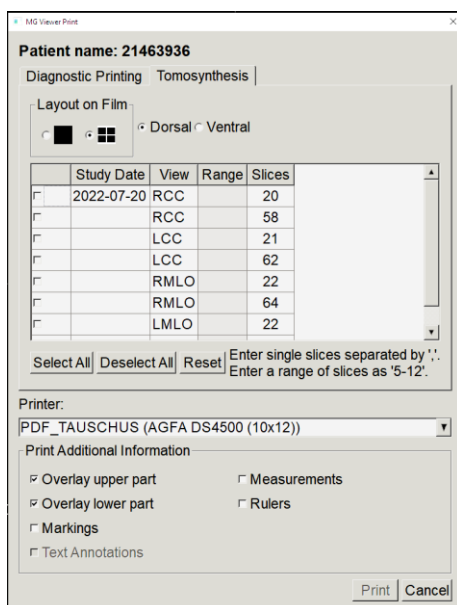 MG Viewer Print
Patient name: 21463936
Diagnostic Printing Tomosynthesis
Layout on Film
Dorsal Ventral
Study Date View Range Slices
2022-07-20 RCC 20
RCC 58
LCC 21
LCC 62
RMLO 22
RMLO 64
LMLO 22
Select All Deselect All Reset Enter single slices separated by ','.
Enter a range of slices as '5-12'.
Printer:
PDF_TAUSCHUS (AGFA DS4500 (10x12))
Print Additional Information
Overlay upper part Measurements
Overlay lower part Rulers
Markings
Text Annotations
Print Cancel